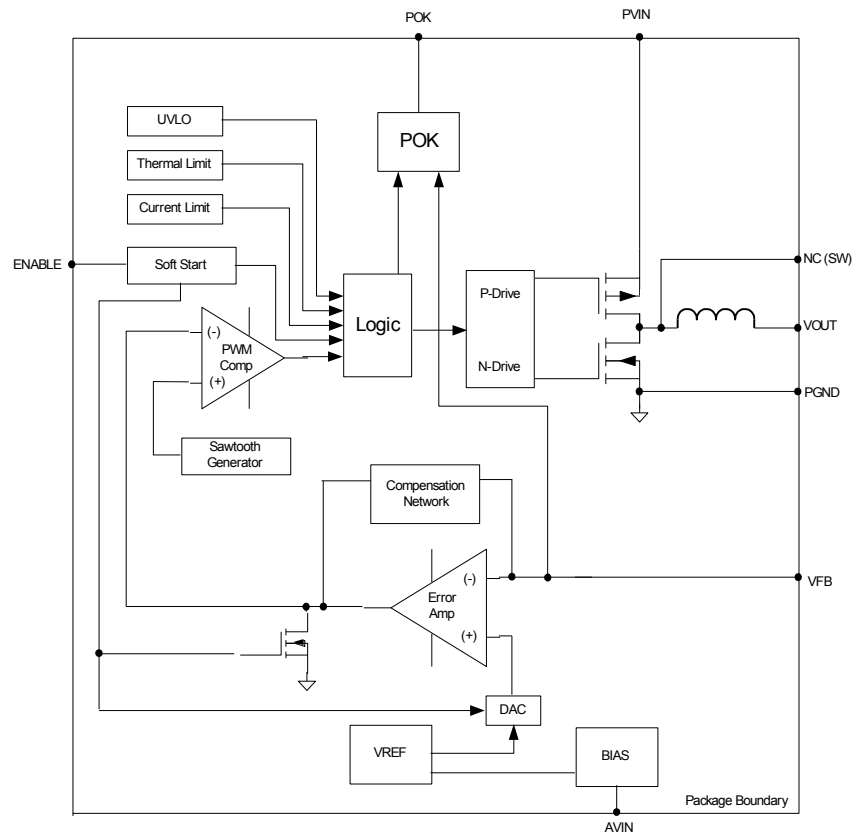 POK
PVIN
UVLO
POK
Thermal Limit
Current Limit
ENABLE
Soft Start
NC (SW)
P-Drive
Logic
VOUT
(-)
PWM
Comp
(+)
N-Drive
PGND
Sawtooth
Generator
Compensation
Network
(-)
VFB
Error
Amp
(+)
DAC
VREF
BIAS
Package Boundary
AVIN